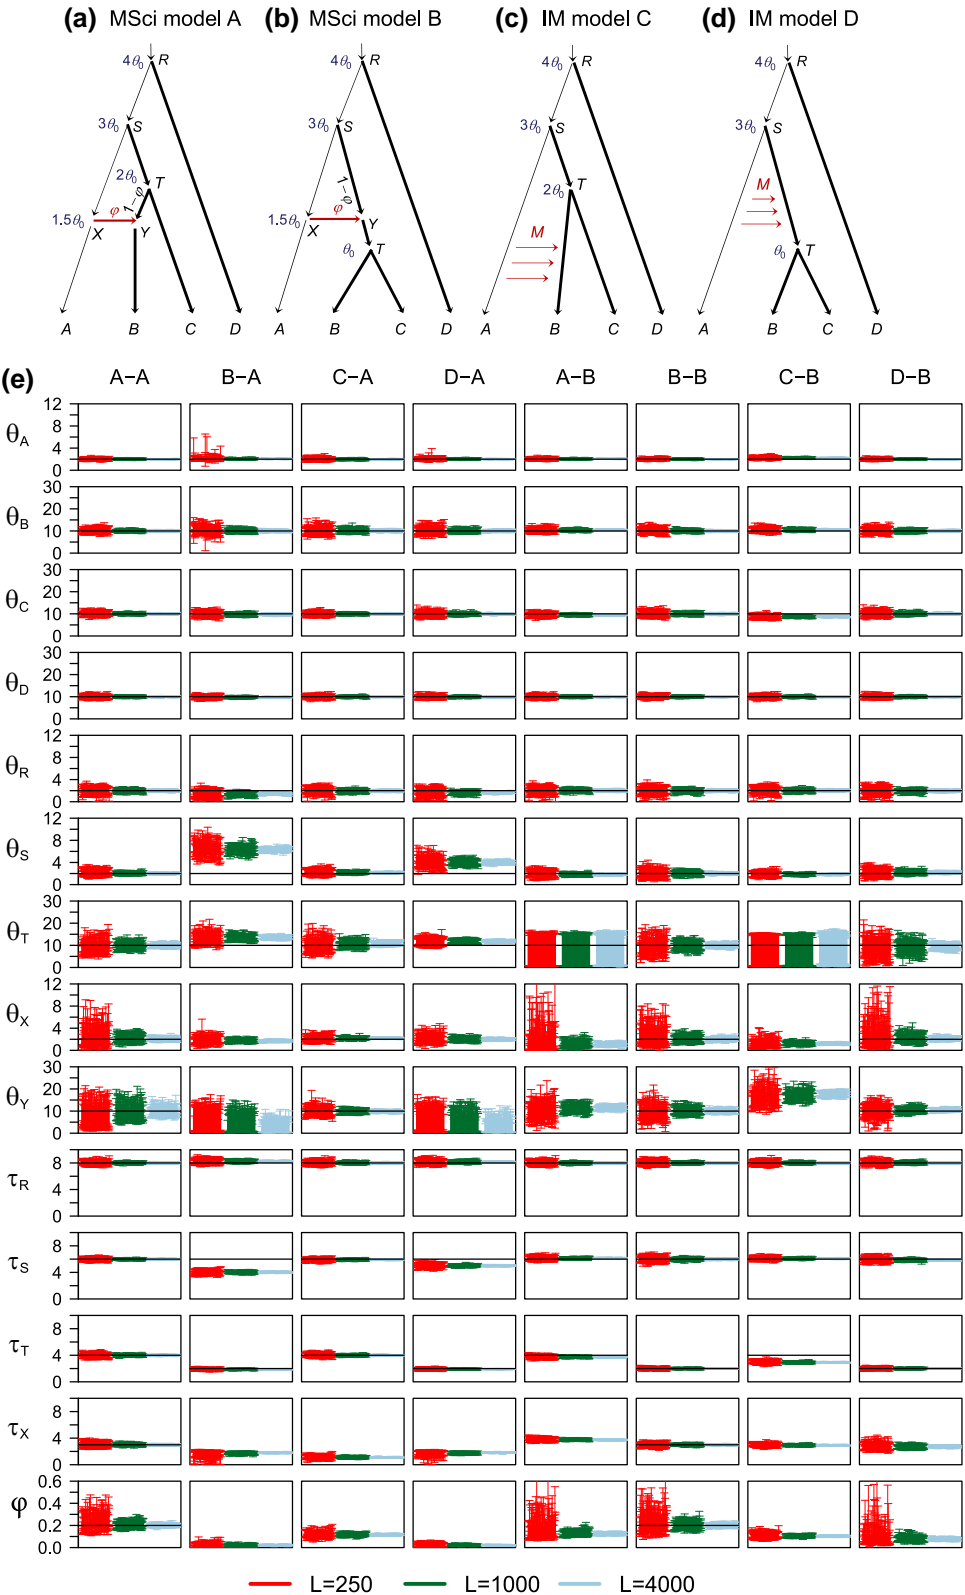 (a) MSci model A (b) MSci model B (c) IM model C (d) IM model D
4θ₀ R 4θ₀ R 4θ₀ R 4θ₀ R
3θ₀ S 3θ₀ S 3θ₀ S 3θ₀ S
2θ₀ T 1−φ 1−φ 2θ₀ T M
1.5θ₀ φ X Y 1.5θ₀ φ X Y M θ₀ T
θ₀ T
A B C D A B C D A B C D A B C D
(e) A−A B−A C−A D−A A−B B−B C−B D−B
θA 12 8 4 2 0
θB 30 20 10 0
θC 30 20 10 0
θD 30 20 10 0
θR 12 8 4 0
θS 12 8 4 0
θT 30 20 10 0
θX 12 8 4 0
θY 30 20 10 0
τR 8 4 0
τS 8 4 0
τT 8 4 0
τX 8 4 0
φ 0.6 0.4 0.2 0.0
L=250 L=1000 L=4000